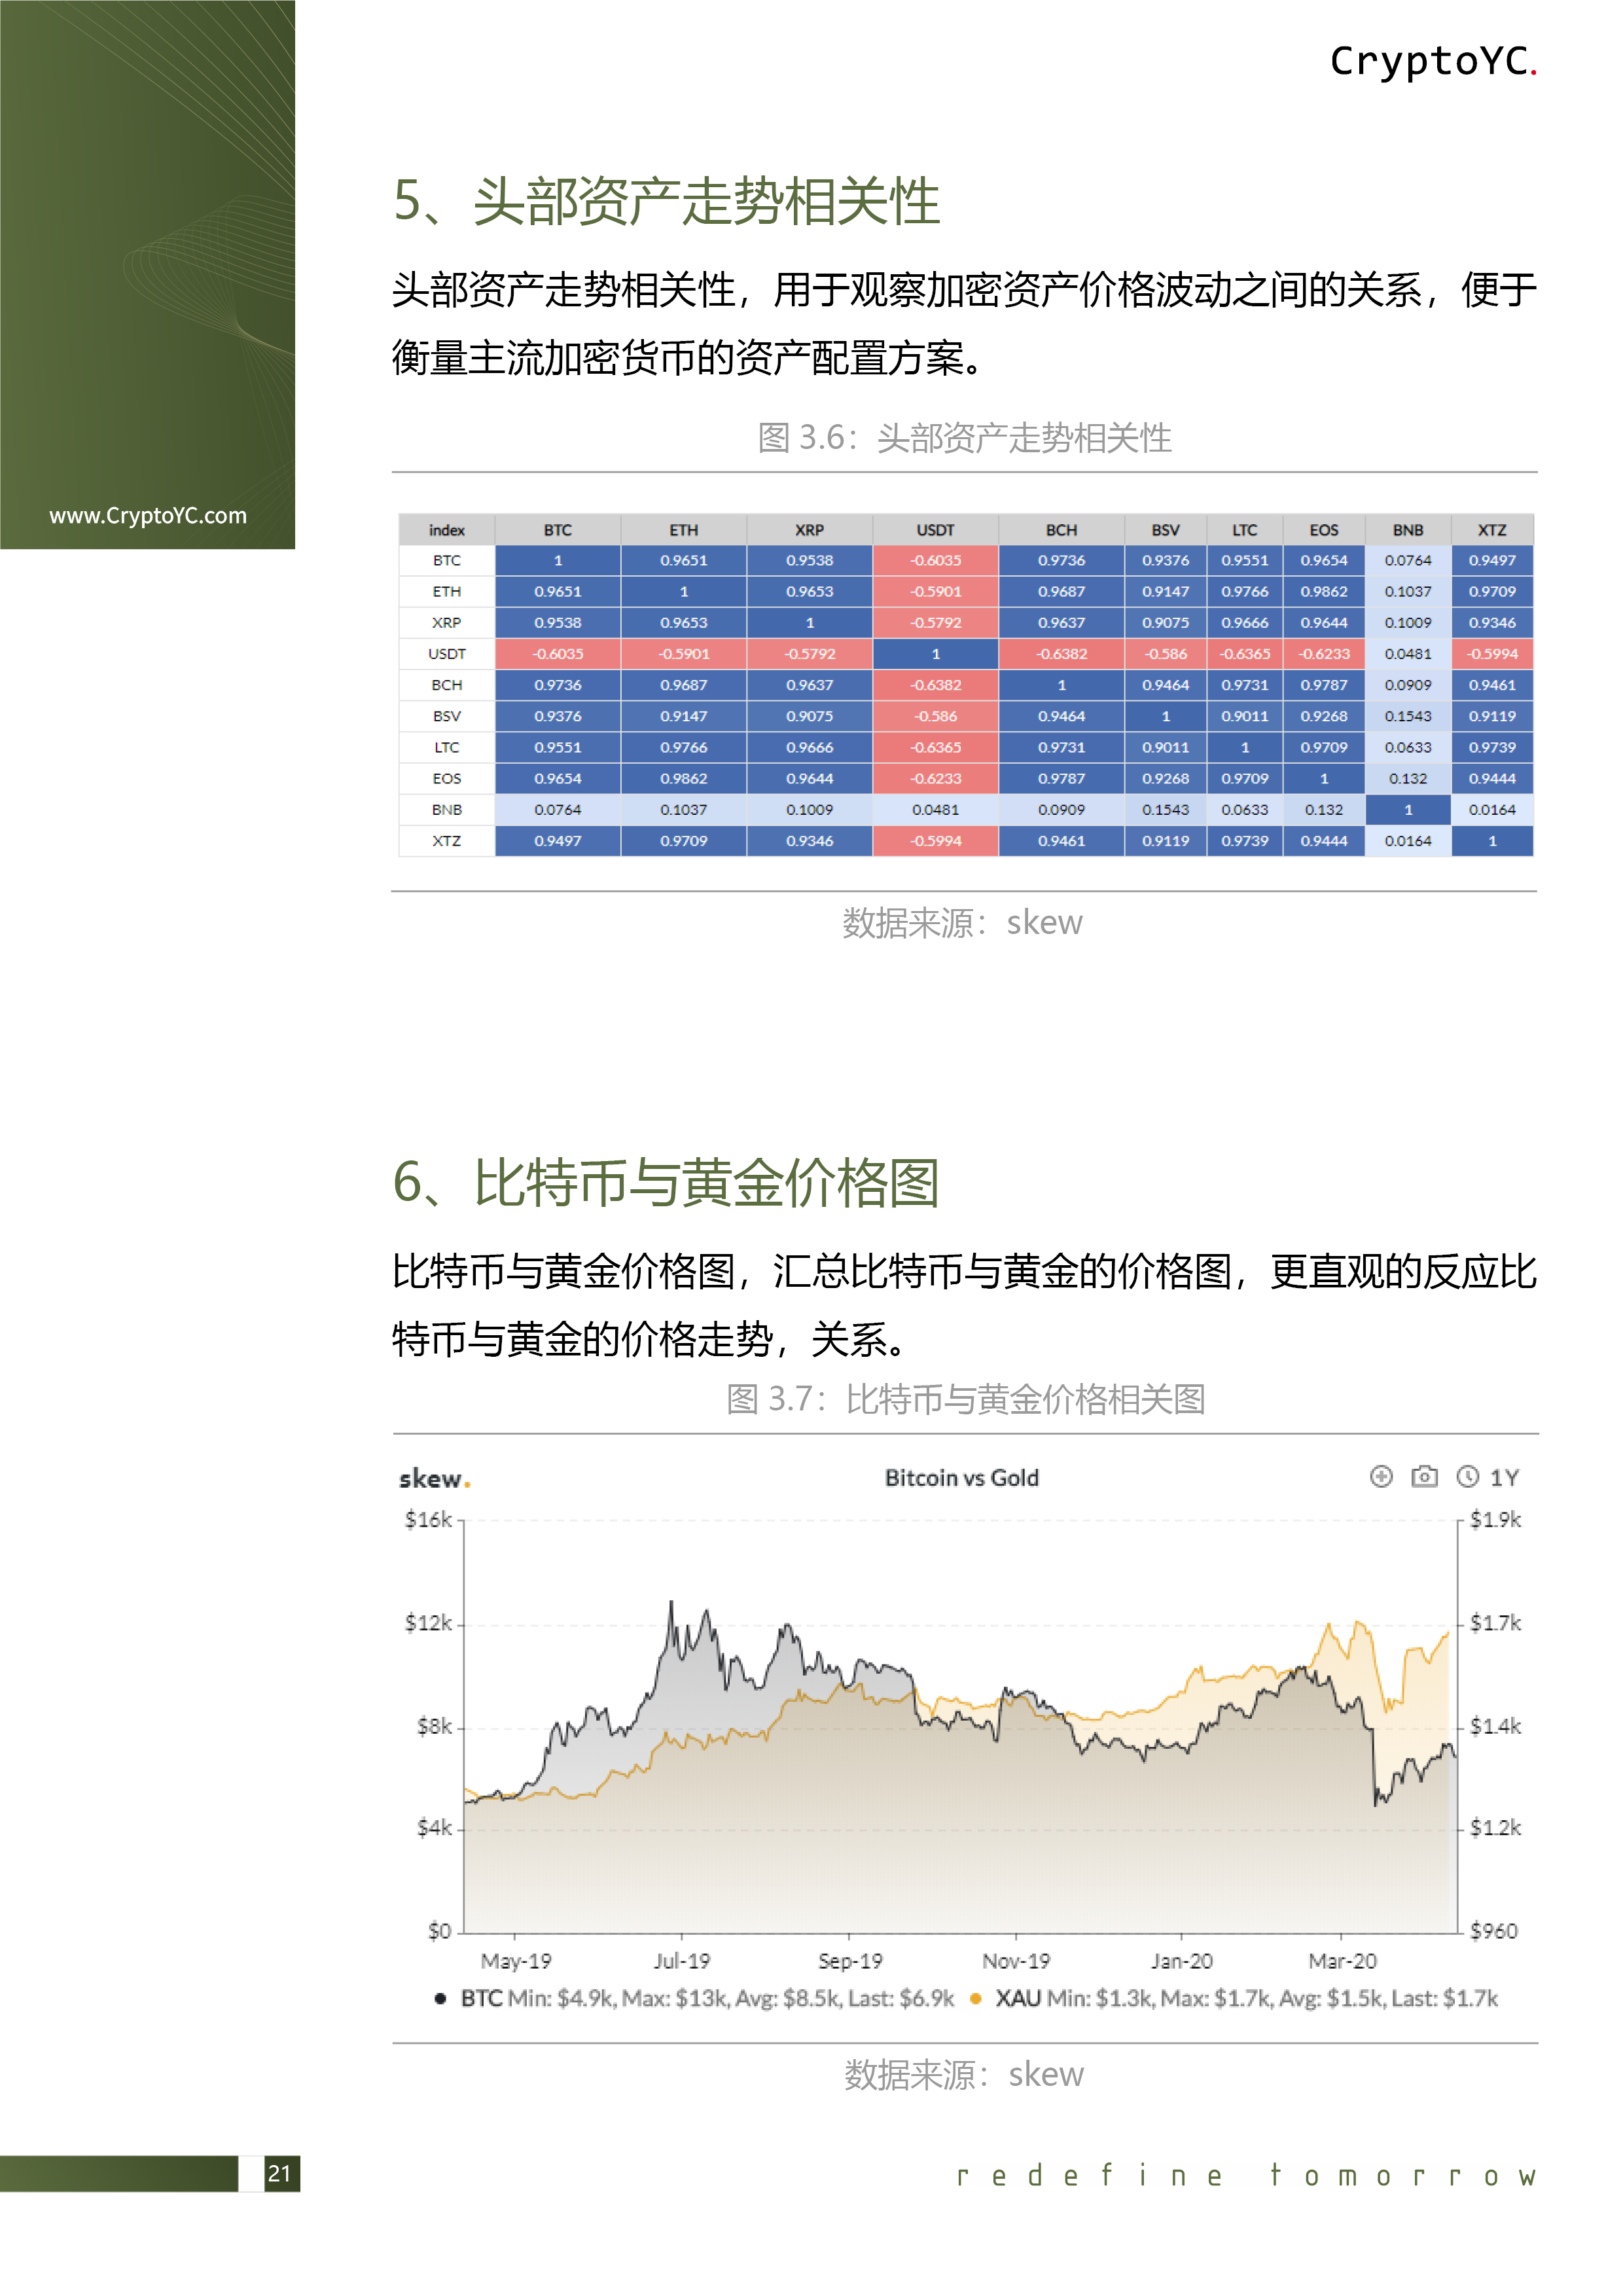 CryptoYC.
www.CryptoYC.com
5、头部资产走势相关性
头部资产走势相关性，用于观察加密资产价格波动之间的关系，便于
衡量主流加密货币的资产配置方案。
图 3.6：头部资产走势相关性
index BTC ETH XRP USDT BCH BSV LTC EOS BNB XTZ
BTC 1 0.9651 0.9538 -0.6035 0.9736 0.9376 0.9551 0.9654 0.0764 0.9497
ETH 0.9651 1 0.9653 -0.5901 0.9687 0.9147 0.9766 0.9862 0.1037 0.9709
XRP 0.9538 0.9653 1 -0.5792 0.9637 0.9075 0.9666 0.9644 0.1009 0.9346
USDT -0.6035 -0.5901 -0.5792 1 -0.6382 -0.586 -0.6365 -0.6233 0.0481 -0.5994
BCH 0.9736 0.9687 0.9637 -0.6382 1 0.9464 0.9731 0.9787 0.0909 0.9461
BSV 0.9376 0.9147 0.9075 -0.586 0.9464 1 0.9011 0.9268 0.1543 0.9119
LTC 0.9551 0.9766 0.9666 -0.6365 0.9731 0.9011 1 0.9709 0.0633 0.9739
EOS 0.9654 0.9862 0.9644 -0.6233 0.9787 0.9268 0.9709 1 0.132 0.9444
BNB 0.0764 0.1037 0.1009 0.0481 0.0909 0.1543 0.0633 0.132 1 0.0164
XTZ 0.9497 0.9709 0.9346 -0.5994 0.9461 0.9119 0.9739 0.9444 0.0164 1
数据来源：skew
6、比特币与黄金价格图
比特币与黄金价格图，汇总比特币与黄金的价格图，更直观的反应比
特币与黄金的价格走势，关系。
图 3.7：比特币与黄金价格相关图
skew. Bitcoin vs Gold 1Y
$16k $1.9k
$12k $1.7k
$8k $1.4k
$4k $1.2k
$0 $960
May-19 Jul-19 Sep-19 Nov-19 Jan-20 Mar-20
BTC Min: $4.9k, Max: $13k, Avg: $8.5k, Last: $6.9k XAU Min: $1.3k, Max: $1.7k, Avg: $1.5k, Last: $1.7k
数据来源：skew
21
redefine tomorrow